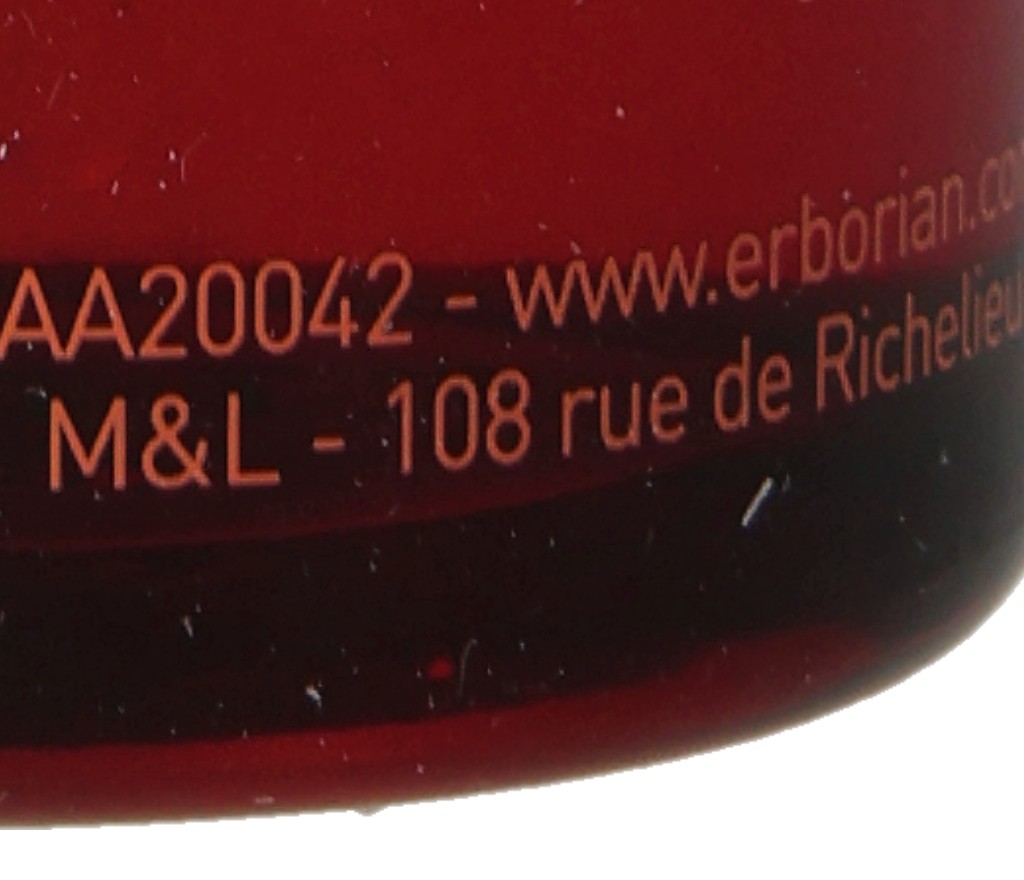 AA20042 - www.erborian.co
M&L - 108 rue de Richelieu